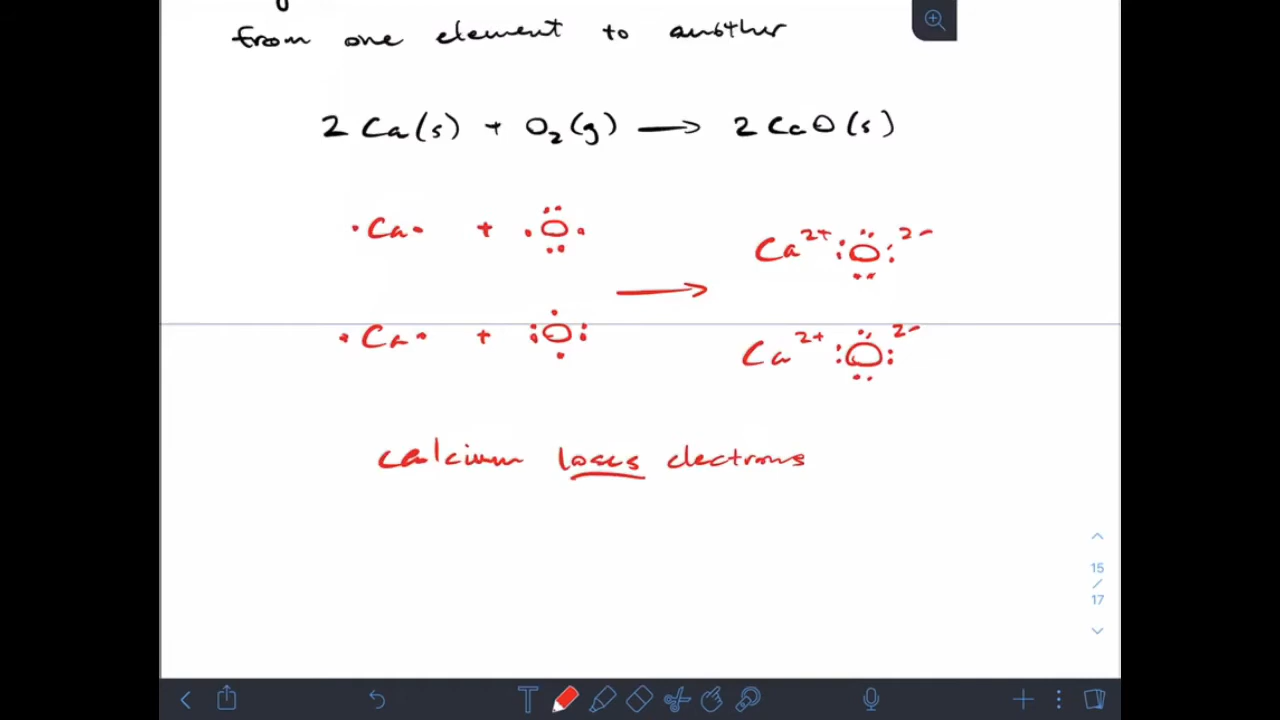 from one element to another
2 Ca(s) + O₂(g) → 2 CaO(s)
·Ca· + ·Ö· Ca²⁺ :Ö:²⁻
→
·Ca· + :O: Ca²⁺ :Ö:²⁻
calcium loses electrons
15
/
17
T